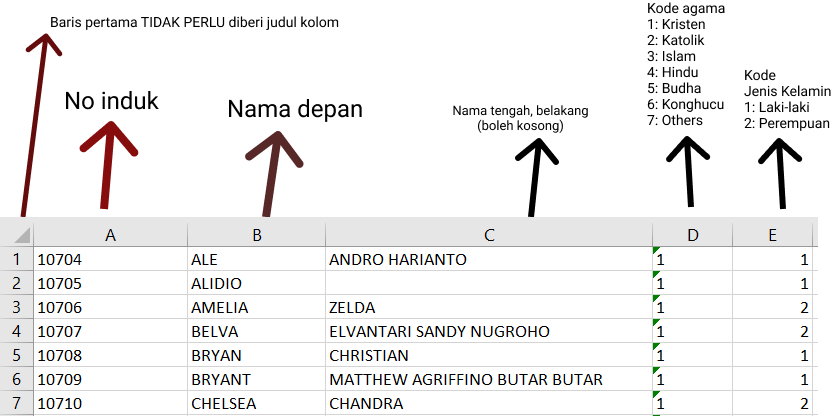 Baris pertama TIDAK PERLU diberi judul kolom
No induk
Nama depan
Nama tengah, belakang
(boleh kosong)
Kode agama
1: Kristen
2: Katolik
3: Islam
4: Hindu
5: Budha
6: Konghucu
7: Others
Kode
Jenis Kelamin
1: Laki-laki
2: Perempuan
A B C D E
1 10704 ALE ANDRO HARIANTO 1 1
2 10705 ALIDIO 1 1
3 10706 AMELIA ZELDA 1 2
4 10707 BELVA ELVANTARI SANDY NUGROHO 1 2
5 10708 BRYAN CHRISTIAN 1 1
6 10709 BRYANT MATTHEW AGRIFFINO BUTAR BUTAR 1 1
7 10710 CHELSEA CHANDRA 1 2